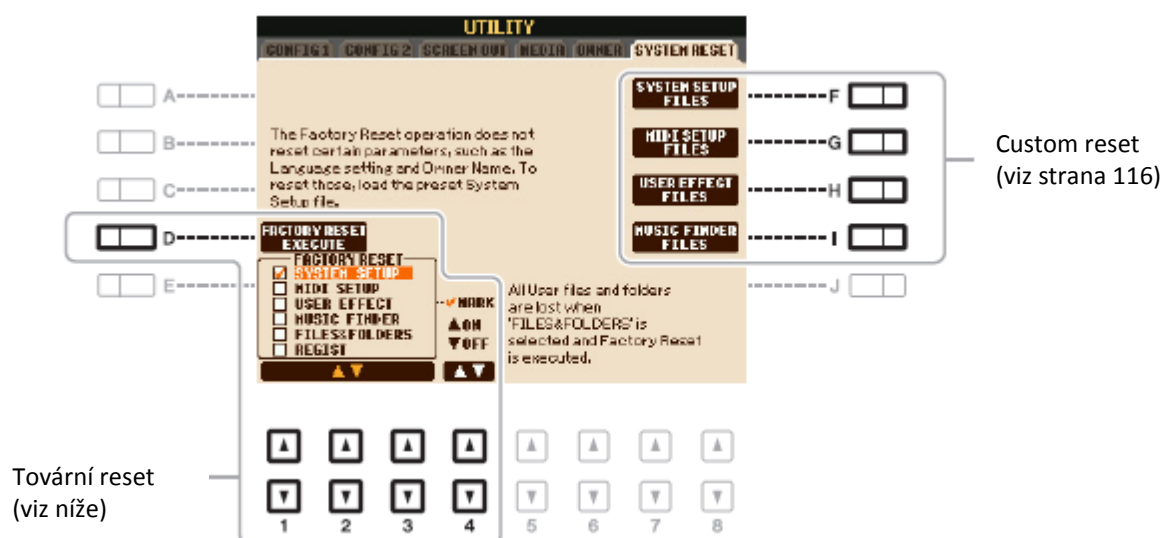 UTILITY
CONFIG 1 CONFIG 2 SCREEN OUT MEDIA OWNER SYSTEM RESET
A
B
C
D
E
The Factory Reset operation does not
reset certain parameters, such as the
Language setting and Owner Name. To
reset those, load the preset System
Setup file.
FACTORY RESET
EXECUTE
FACTORY RESET
SYSTEM SETUP
MIDI SETUP
USER EFFECT
MUSIC FINDER
FILES&FOLDERS
REGIST
▲▼
MARK
▲ON
▼OFF
▲▼
All User files and folders
are lost when
'FILES&FOLDERS' is
selected and Factory Reset
is executed.
SYSTEM SETUP
FILES
MIDI SETUP
FILES
USER EFFECT
FILES
MUSIC FINDER
FILES
F
G
H
I
J
Custom reset
(viz strana 116)
Tovární reset
(viz níže)
1 2 3 4 5 6 7 8